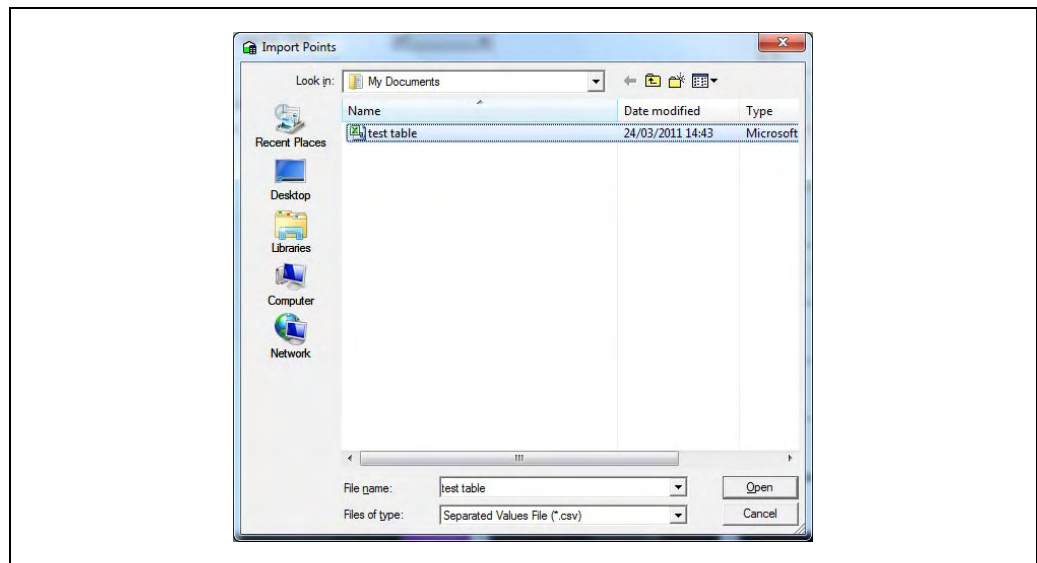 Import Points
Look in: My Documents
Name Date modified Type
test table 24/03/2011 14:43 Microsoft
Recent Places
Desktop
Libraries
Computer
Network
File name: test table Open
Files of type: Separated Values File (*.csv) Cancel